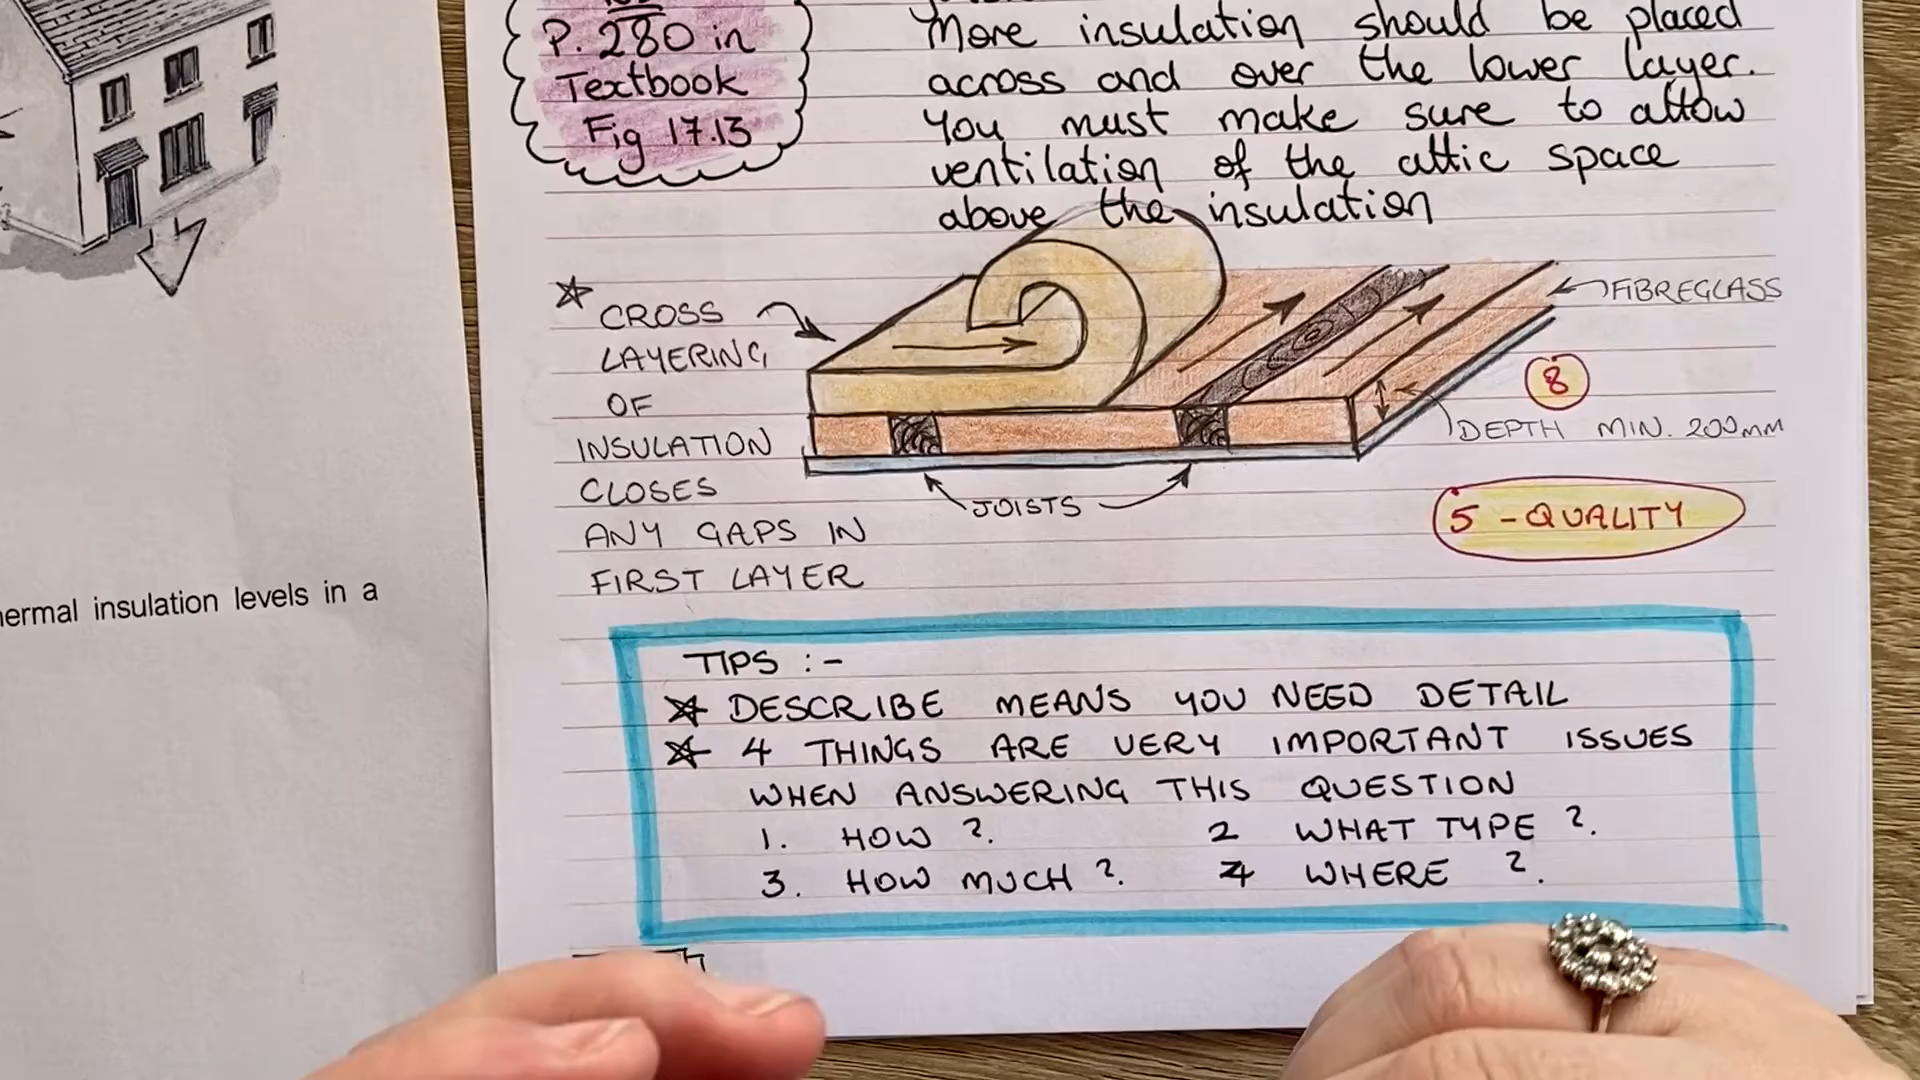 P. 280 in
Textbook
Fig 17.13
More insulation should be placed
across and over the lower layer.
You must make sure to allow
ventilation of the attic space
above the insulation
CROSS
LAYERING
OF
INSULATION
CLOSES
ANY GAPS IN
FIRST LAYER
FIBREGLASS
8
DEPTH MIN. 200mm
JOISTS
5 - QUALITY
ermal insulation levels in a
TIPS :-
DESCRIBE MEANS YOU NEED DETAIL
4 THINGS ARE VERY IMPORTANT ISSUES
WHEN ANSWERING THIS QUESTION
1. HOW ?. 2 WHAT TYPE ?.
3. HOW MUCH ?. 4 WHERE ?.